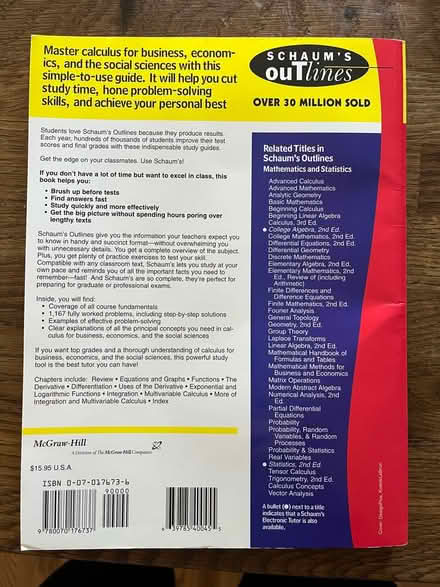 Master calculus for business, econom-
ics, and the social sciences with this
simple-to-use guide. It will help you cut
study time, hone problem-solving
skills, and achieve your personal best
SCHAUM'S
OUTlines
OVER 30 MILLION SOLD
Students love Schaum's Outlines because they produce results.
Each year, hundreds of thousands of students improve their test
scores and final grades with these indispensable study guides.
Get the edge on your classmates. Use Schaum's!
If you don't have a lot of time but want to excel in class, this
book helps you:
• Brush up before tests
• Find answers fast
• Study quickly and more effectively
• Get the big picture without spending hours poring over
lengthy texts
Schaum's Outlines give you the information your teachers expect you
to know in a handy and succinct format—without overwhelming you
with unnecessary details. You get a complete overview of the subject.
Plus, you get plenty of practice exercises to test your skill.
Compatible with any classroom text, Schaum's lets you study at your
own pace and reminds you of all the important facts you need to
remember—fast! And Schaum's are so complete, they're perfect for
preparing for graduate or professional exams.
Inside, you will find:
• Coverage of all course fundamentals
• 1,167 fully worked problems, including step-by-step solutions
• Examples of effective problem-solving
• Clear explanations of all the principal concepts you need in cal-
culus for business, economics, and the social sciences
If you want top grades and a thorough understanding of calculus for
business, economics, and the social sciences, this powerful study
tool is the best tutor you can have!
Chapters include: Review • Equations and Graphs • Functions • The
Derivative • Differentiation • Uses of the Derivative • Exponential and
Logarithmic Functions • Integration • Multivariable Calculus • More of
Integration and Multivariable Calculus • Index
McGraw-Hill
A Division of The McGraw-Hill Companies
$15.95 U.S.A.
ISBN 0-07-017673-6
90000
9 780070 176737
6 39785 40043 5
Related Titles in
Schaum's Outlines
Mathematics and Statistics
Advanced Calculus
Advanced Mathematics
Analytic Geometry
Basic Mathematics
Beginning Calculus
Beginning Linear Algebra
Calculus, 3rd Ed.
● College Algebra, 2nd Ed.
College Mathematics, 2nd Ed.
Differential Equations, 2nd Ed.
Differential Geometry
Discrete Mathematics
Elementary Algebra, 2nd Ed.
Elementary Mathematics, 2nd
Ed., Review of (including
Arithmetic)
Finite Differences and
Difference Equations
Finite Mathematics, 2nd Ed.
Fourier Analysis
General Topology
Geometry, 2nd Ed.
Group Theory
Laplace Transforms
Linear Algebra, 2nd Ed.
Mathematical Handbook of
Formulas and Tables
Mathematical Methods for
Business and Economics
Matrix Operations
Modern Abstract Algebra
Numerical Analysis, 2nd
Ed.
Partial Differential
Equations
Probability
Probability, Random
Variables, & Random
Processes
Probability & Statistics
Real Variables
● Statistics, 2nd Ed.
Tensor Calculus
Trigonometry, 2nd Ed.
Calculus Concepts
Vector Analysis
A bullet (●) next to a title
indicates that a Schaum's
Electronic Tutor is also
available.